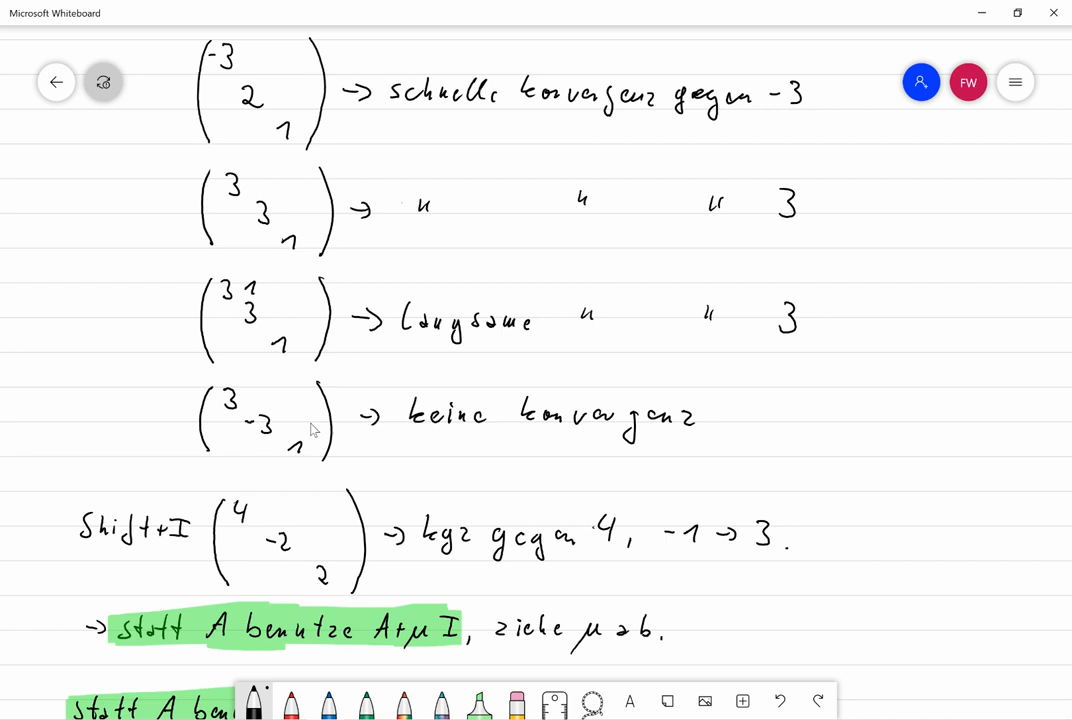 Microsoft Whiteboard
FW
-3
2
1
→ schnelle konvergenz gegen -3
3
3
1
→ " " " 3
3 1
3
1
→ langsame " " 3
3
-3
1
→ keine konvergenz
Shift+I
4
-2
2
→ kgz gegen 4, -1 → 3.
→ statt A benutze A+μ I, ziehe μ ab.
statt A ben
A